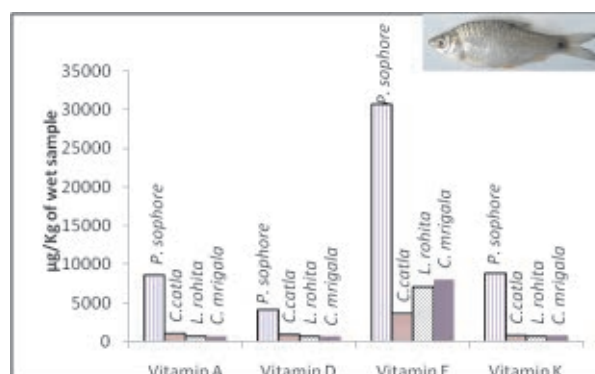 35000
30000
25000
20000
15000
10000
5000
0
µg/Kg of wet sample
P. sophore
C.catla
L. rohita
C. mrigala
P. sophore
C.catla
L. rohita
C. mrigala
P. sophore
C.catla
L. rohita
C. mrigala
P. sophore
C.catla
L. rohita
C. mrigala
Vitamin A
Vitamin D
Vitamin E
Vitamin K